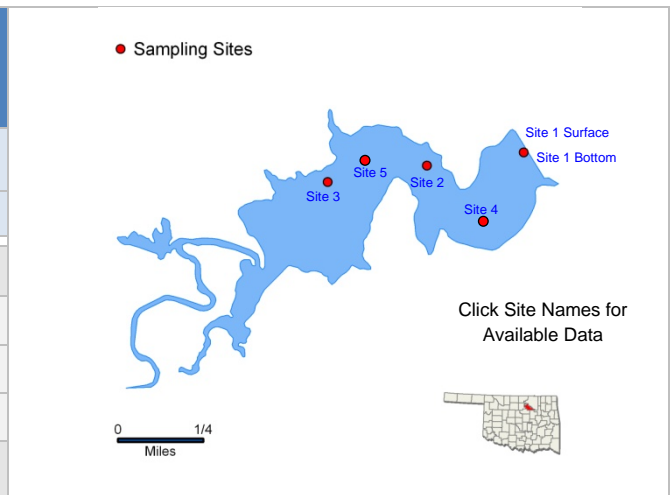 Sampling Sites
Site 1 Surface
Site 1 Bottom
Site 5
Site 2
Site 3
Site 4
Click Site Names for
Available Data
0 1/4
Miles